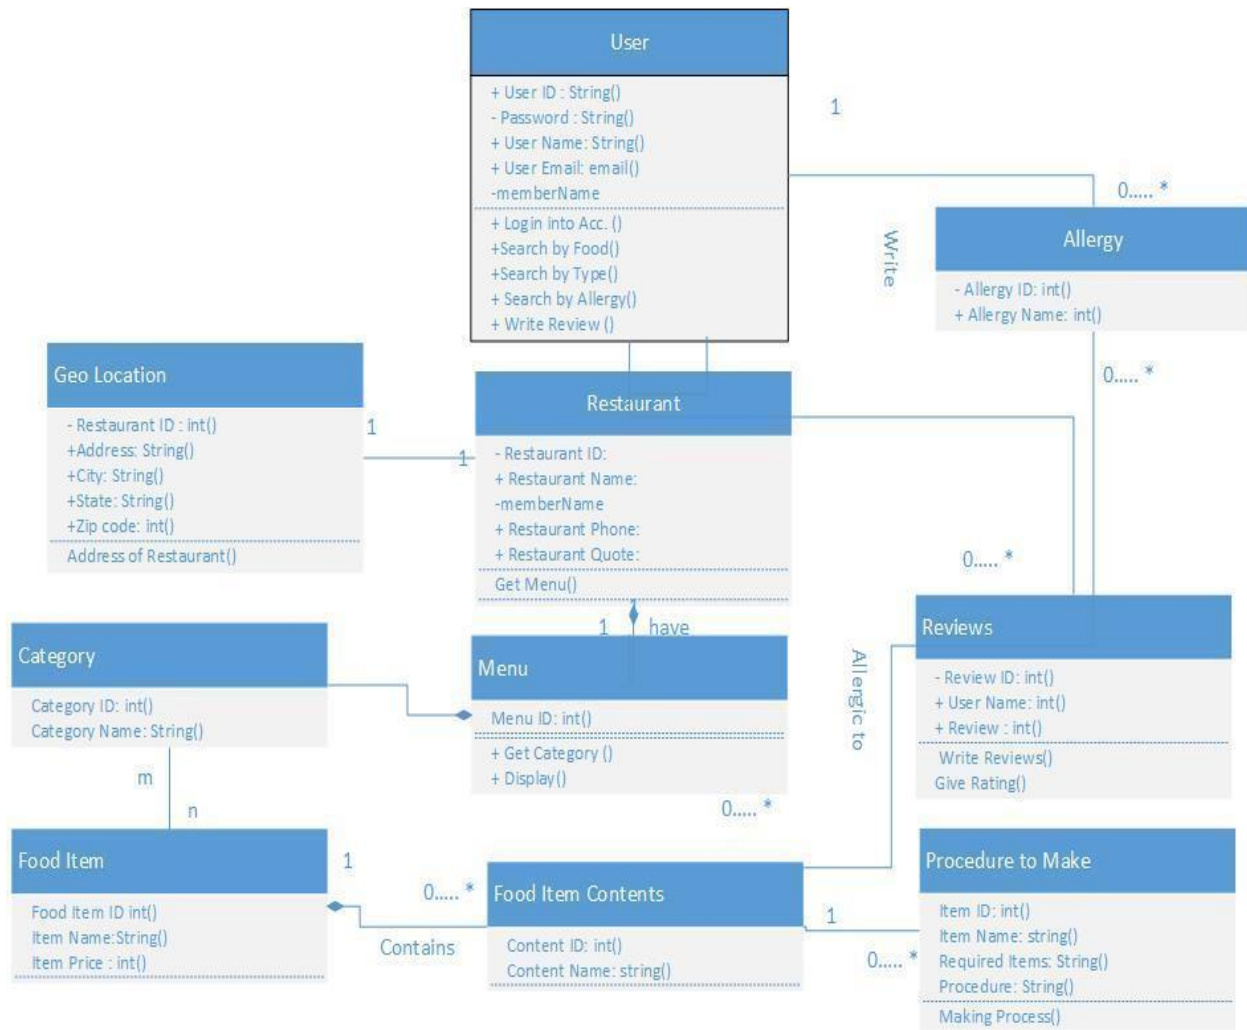 User
+ User ID : String()
- Password : String()
+ User Name: String()
+ User Email: email()
-memberName
+ Login into Acc. ()
+Search by Food()
+Search by Type()
+ Search by Allergy()
+ Write Review ()
1
0..... *
Write
Allergy
- Allergy ID: int()
+ Allergy Name: int()
0..... *
Geo Location
- Restaurant ID : int()
+Address: String()
+City: String()
+State: String()
+Zip code: int()
Address of Restaurant()
1
1
Restaurant
- Restaurant ID:
+ Restaurant Name:
-memberName
+ Restaurant Phone:
+ Restaurant Quote:
Get Menu()
1
1 have
0..... *
Category
Category ID: int()
Category Name: String()
Menu
Menu ID: int()
+ Get Category ()
+ Display()
0..... *
Allergic to
Reviews
- Review ID: int()
+ User Name: int()
+ Review : int()
Write Reviews()
Give Rating()
m
n
Food Item
Food Item ID int()
Item Name:String()
Item Price : int()
1
0..... *
Contains
Food Item Contents
Content ID: int()
Content Name: string()
1
0..... *
Procedure to Make
Item ID: int()
Item Name: string()
Required Items: String()
Procedure: String()
Making Process()